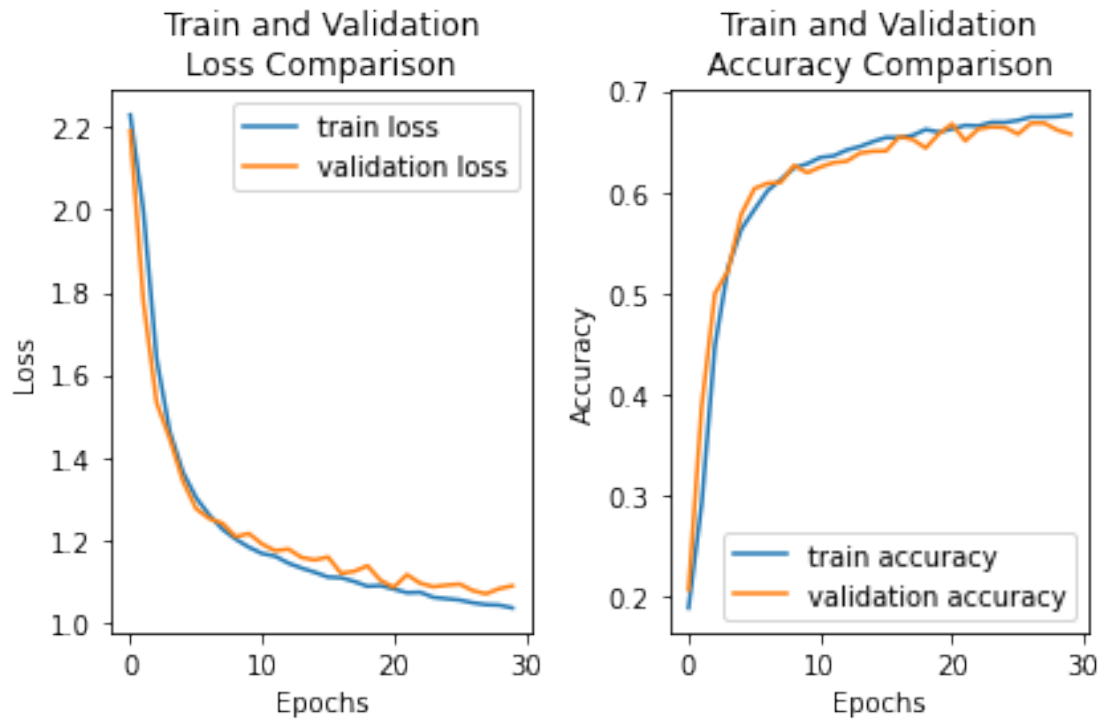 Train and Validation
Loss Comparison
2.2
2.0
1.8
1.6
1.4
1.2
1.0
Loss
train loss
validation loss
0
10
20
30
Epochs
Train and Validation
Accuracy Comparison
0.7
0.6
0.5
0.4
0.3
0.2
Accuracy
train accuracy
validation accuracy
0
10
20
30
Epochs